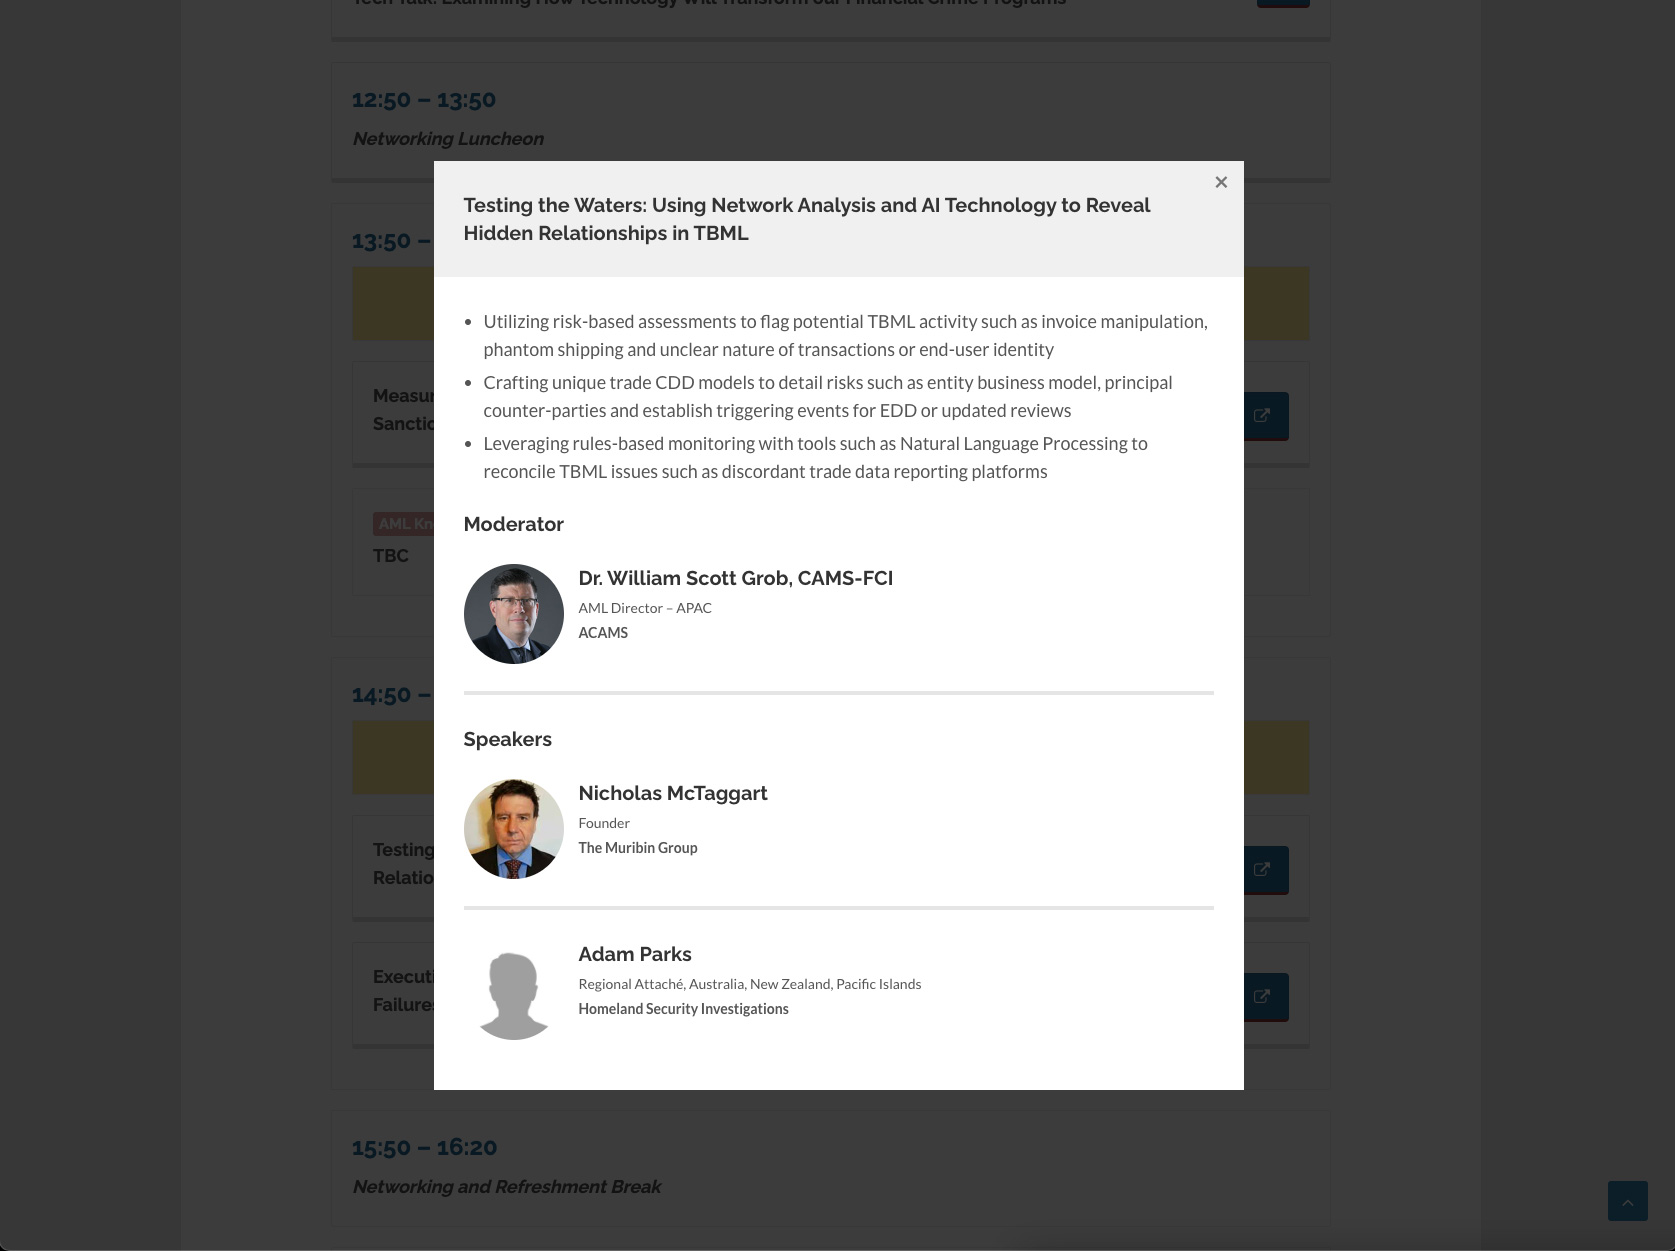 Tech Talk: Examining How Technology Will Transform our Financial Crime Programs
12:50 – 13:50
Networking Luncheon
13:50 –
Measur
Sanctic
AML Kn
TBC
14:50 –
Testing
Relatio
Executi
Failures
15:50 – 16:20
Networking and Refreshment Break
×
Testing the Waters: Using Network Analysis and AI Technology to Reveal
Hidden Relationships in TBML
• Utilizing risk-based assessments to flag potential TBML activity such as invoice manipulation,
phantom shipping and unclear nature of transactions or end-user identity
• Crafting unique trade CDD models to detail risks such as entity business model, principal
counter-parties and establish triggering events for EDD or updated reviews
• Leveraging rules-based monitoring with tools such as Natural Language Processing to
reconcile TBML issues such as discordant trade data reporting platforms
Moderator
Dr. William Scott Grob, CAMS-FCI
AML Director – APAC
ACAMS
Speakers
Nicholas McTaggart
Founder
The Muribin Group
Adam Parks
Regional Attaché, Australia, New Zealand, Pacific Islands
Homeland Security Investigations